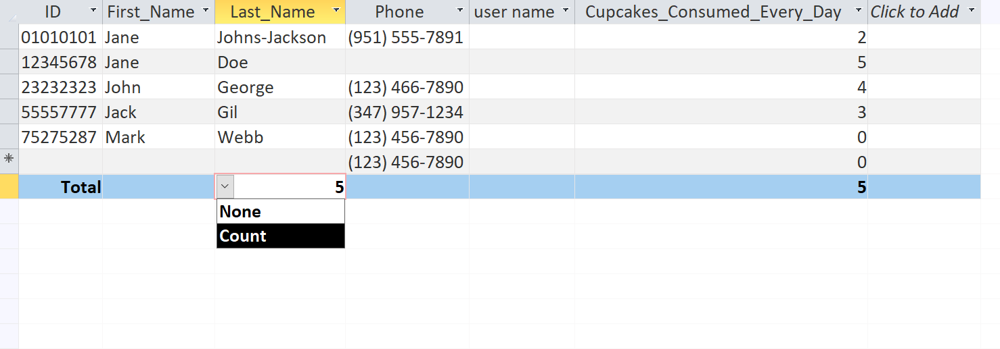 ID First_Name Last_Name Phone user name Cupcakes_Consumed_Every_Day Click to Add
01010101 Jane Johns-Jackson (951) 555-7891 2
12345678 Jane Doe 5
23232323 John George (123) 466-7890 4
55557777 Jack Gil (347) 957-1234 3
75275287 Mark Webb (123) 456-7890 0
(123) 456-7890 0
Total 5 5
None
Count